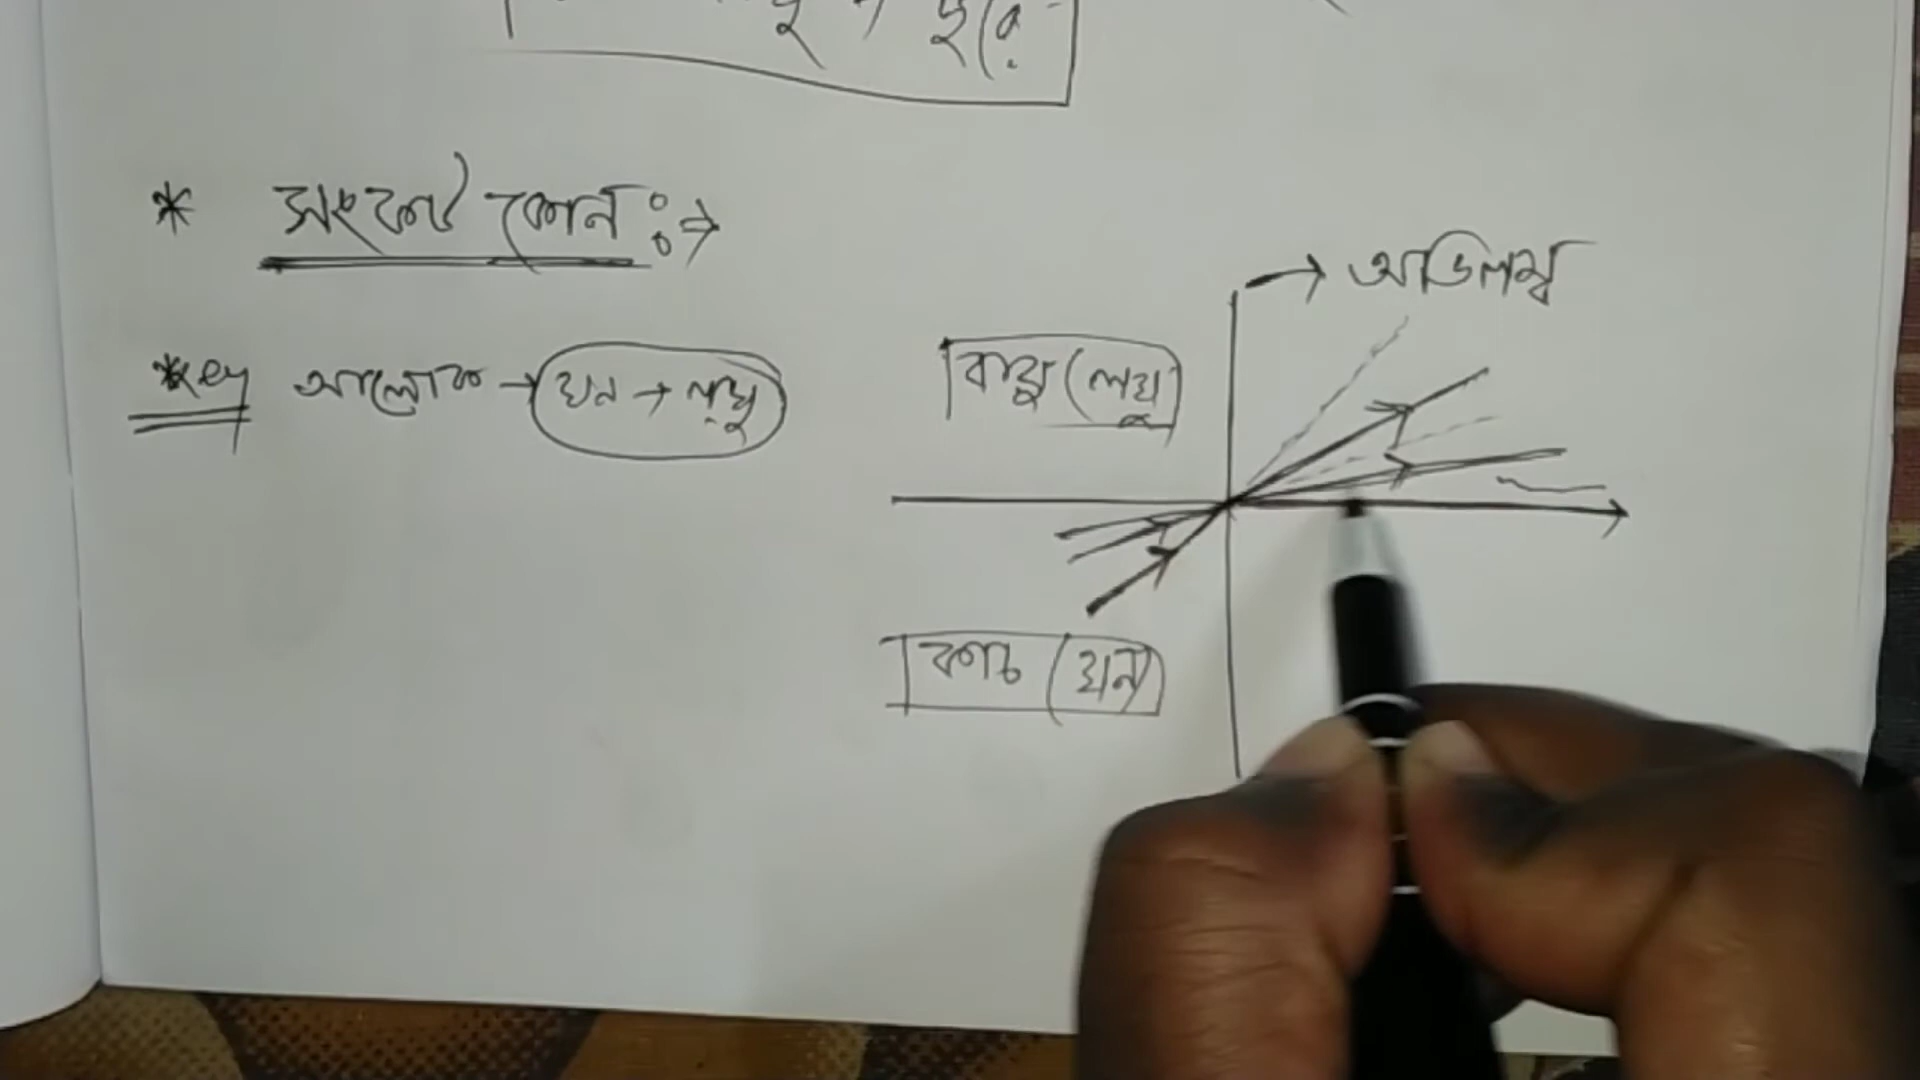 দূরে
* সংকট কোন :⇒
*Key আলোক → ঘন → লঘু
→ অভিলম্ব
বায়ু (লঘু)
কাচ (ঘন)